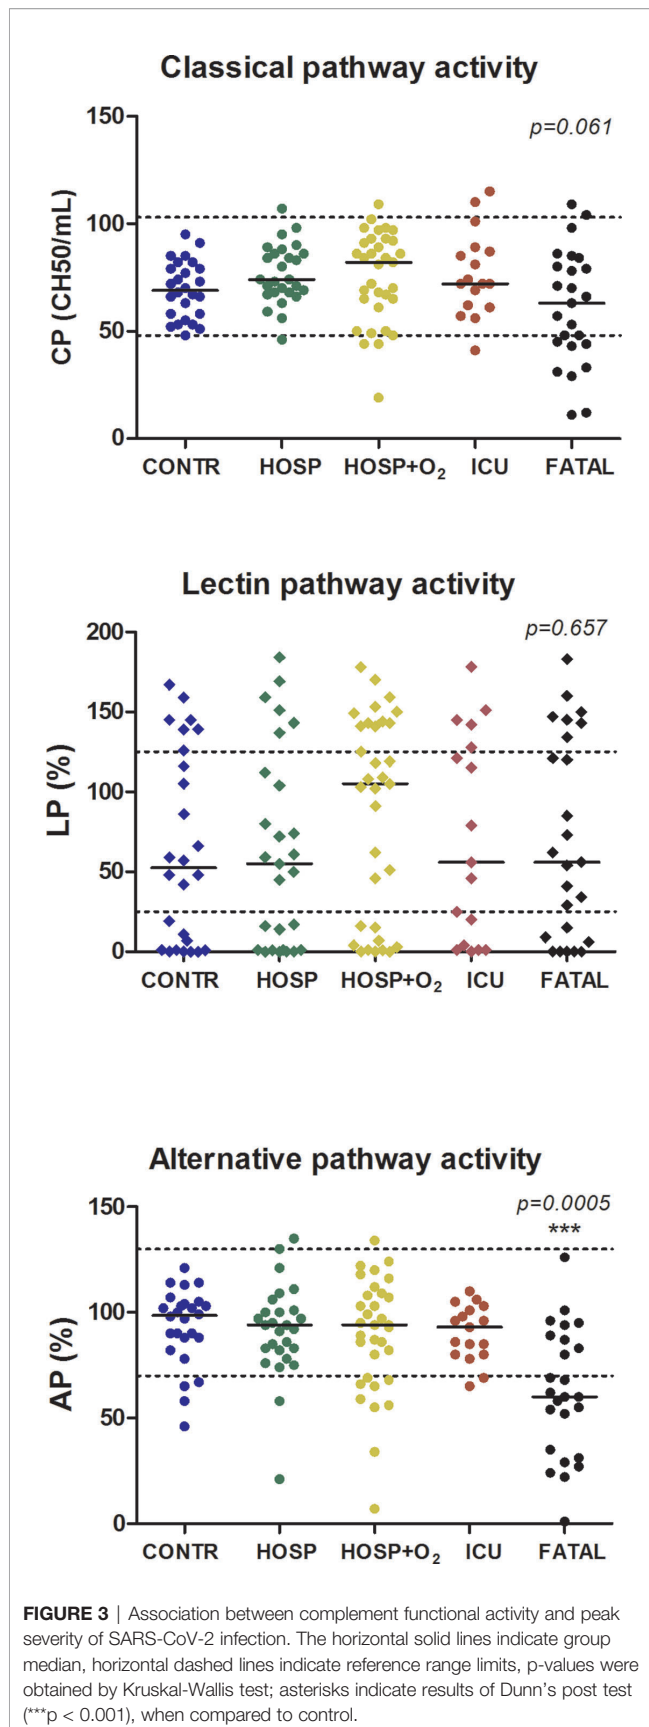 Classical pathway activity
p=0.061
150
100
50
0
CP (CH50/mL)
CONTR HOSP HOSP+O₂ ICU FATAL
Lectin pathway activity
p=0.657
200
150
100
50
0
LP (%)
CONTR HOSP HOSP+O₂ ICU FATAL
Alternative pathway activity
p=0.0005
***
150
100
50
0
AP (%)
CONTR HOSP HOSP+O₂ ICU FATAL
FIGURE 3 | Association between complement functional activity and peak
severity of SARS-CoV-2 infection. The horizontal solid lines indicate group
median, horizontal dashed lines indicate reference range limits, p-values were
obtained by Kruskal-Wallis test; asterisks indicate results of Dunn’s post test
(***p < 0.001), when compared to control.